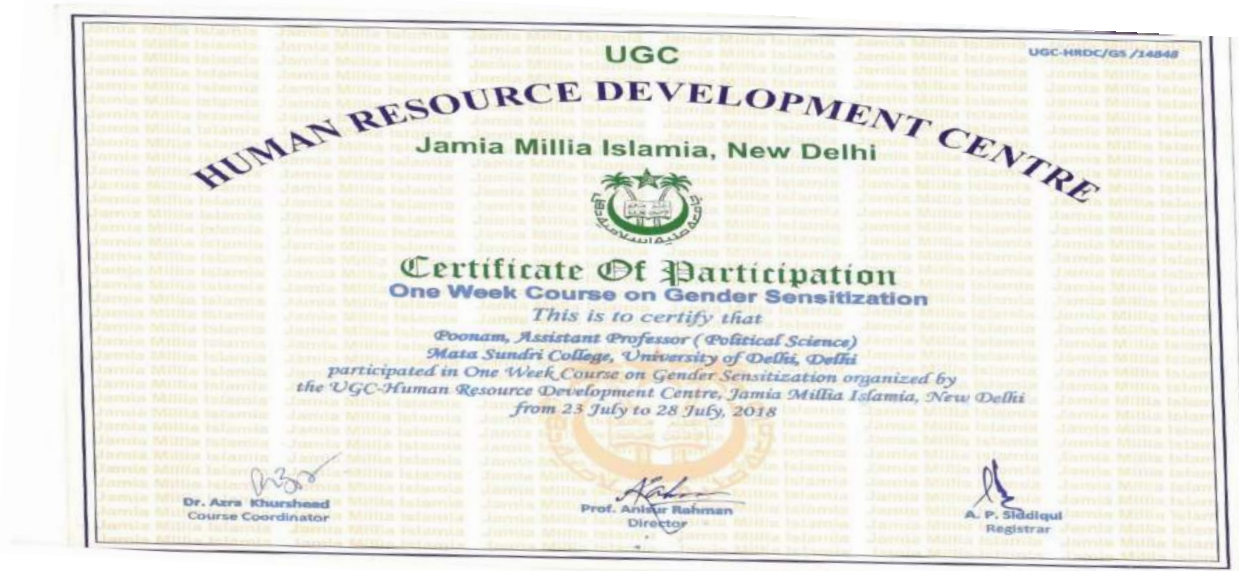 UGC
UGC-HRDC/GS /14848
HUMAN RESOURCE DEVELOPMENT CENTRE
Jamia Millia Islamia, New Delhi
Certificate Of Participation
One Week Course on Gender Sensitization
This is to certify that
Poonam, Assistant Professor ( Political Science)
Mata Sundri College, University of Delhi, Delhi
participated in One Week Course on Gender Sensitization organized by
the UGC-Human Resource Development Centre, Jamia Millia Islamia, New Delhi
from 23 July to 28 July, 2018
Dr. Azra Khursheed
Course Coordinator
Prof. Anisur Rahman
Director
A. P. Siddiqui
Registrar